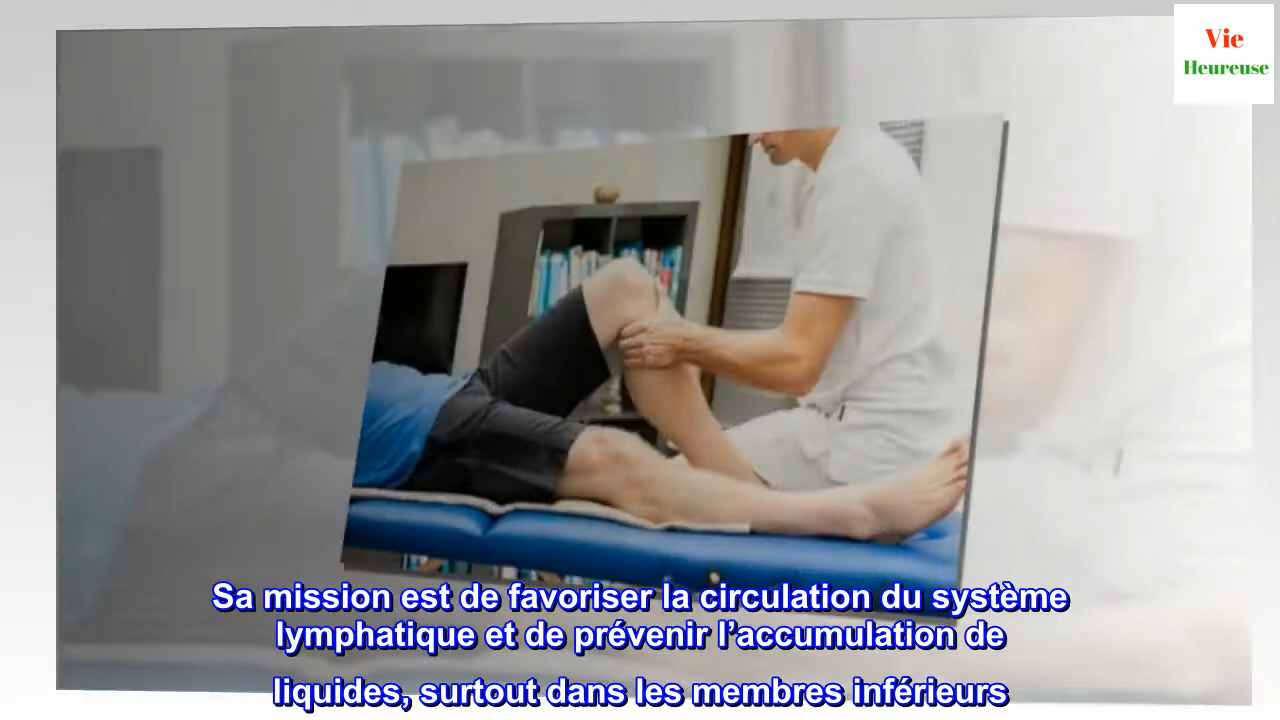 Vie
Heureuse
Sa mission est de favoriser la circulation du système
lymphatique et de prévenir l’accumulation de
liquides, surtout dans les membres inférieurs